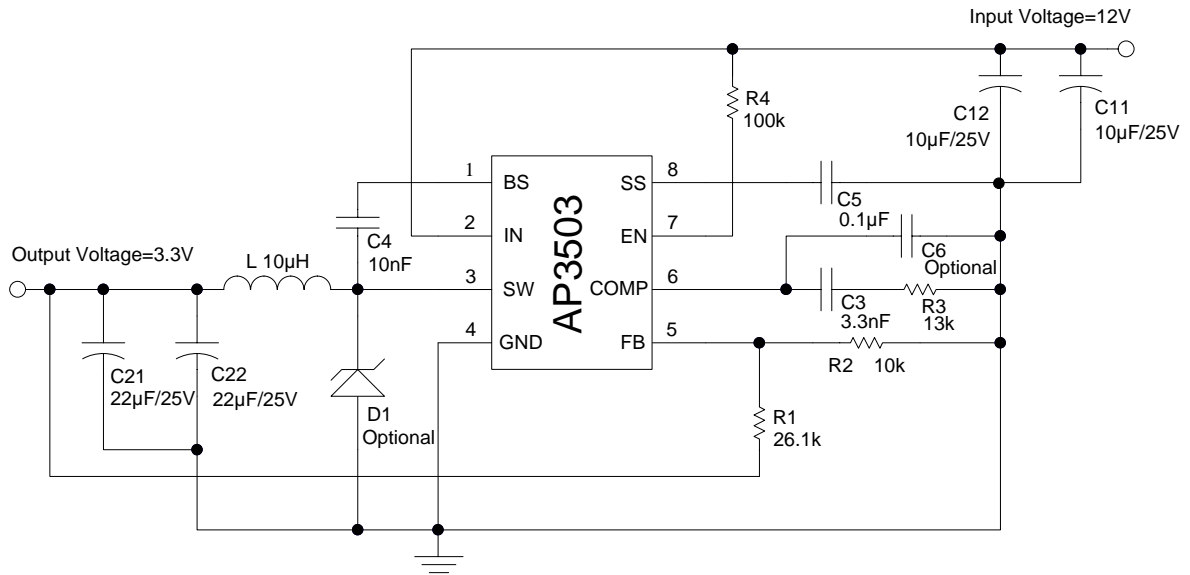 Input Voltage=12V
R4
100k
C12
10µF/25V
C11
10µF/25V
1
BS
SS
8
C5
0.1µF
AP3503
2
IN
EN
7
C4
10nF
C6
Optional
Output Voltage=3.3V
L 10µH
3
SW
COMP
6
C3
3.3nF
R3
13k
4
GND
FB
5
R2
10k
C21
22µF/25V
C22
22µF/25V
D1
Optional
R1
26.1k